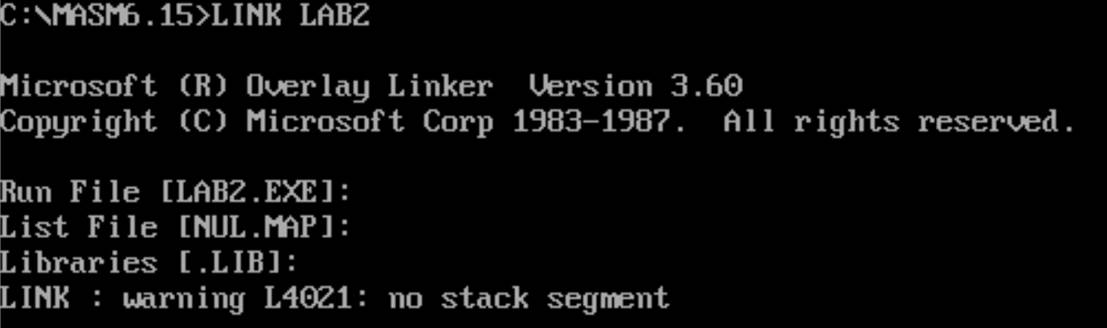 C:\MASM6.15>LINK LAB2
Microsoft (R) Overlay Linker  Version 3.60
Copyright (C) Microsoft Corp 1983-1987.  All rights reserved.
Run File [LAB2.EXE]:
List File [NUL.MAP]:
Libraries [.LIB]:
LINK : warning L4021: no stack segment